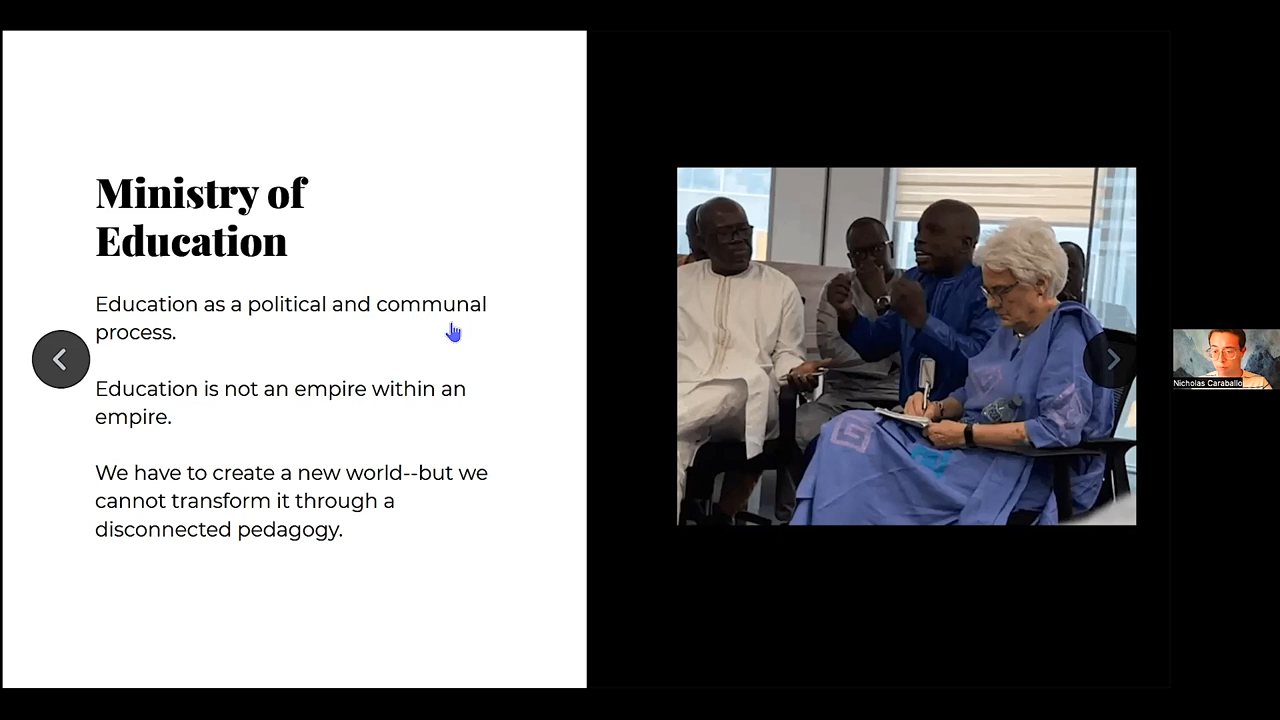 Ministry of
Education
Education as a political and communal
process.
Education is not an empire within an
empire.
We have to create a new world--but we
cannot transform it through a
disconnected pedagogy.
Nicholas Caraballo